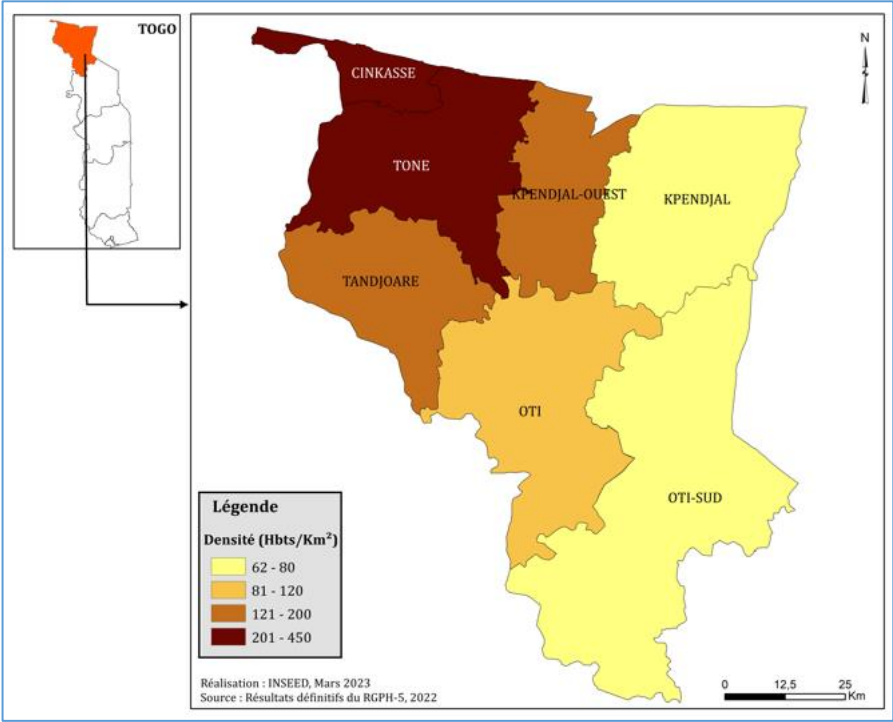 TOGO
N
CINKASSE
TONE
KPENDJAL-OUEST
KPENDJAL
TANDJOARE
OTI
OTI-SUD
Légende
Densité (Hbts/Km²)
62 - 80
81 - 120
121 - 200
201 - 450
Réalisation : INSEED, Mars 2023
Source : Résultats définitifs du RGPH-5, 2022
0 12,5 25
Km